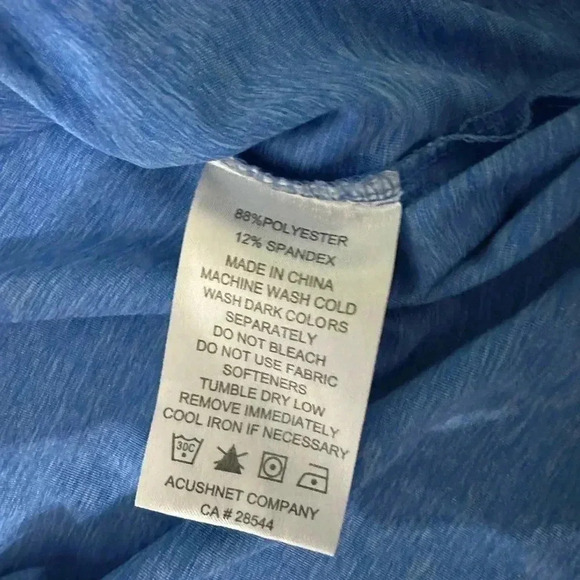 88%POLYESTER
12% SPANDEX
MADE IN CHINA
MACHINE WASH COLD
WASH DARK COLORS
SEPARATELY
DO NOT BLEACH
DO NOT USE FABRIC
SOFTENERS
TUMBLE DRY LOW
REMOVE IMMEDIATELY
COOL IRON IF NECESSARY
30C
ACUSHNET COMPANY
CA # 28544